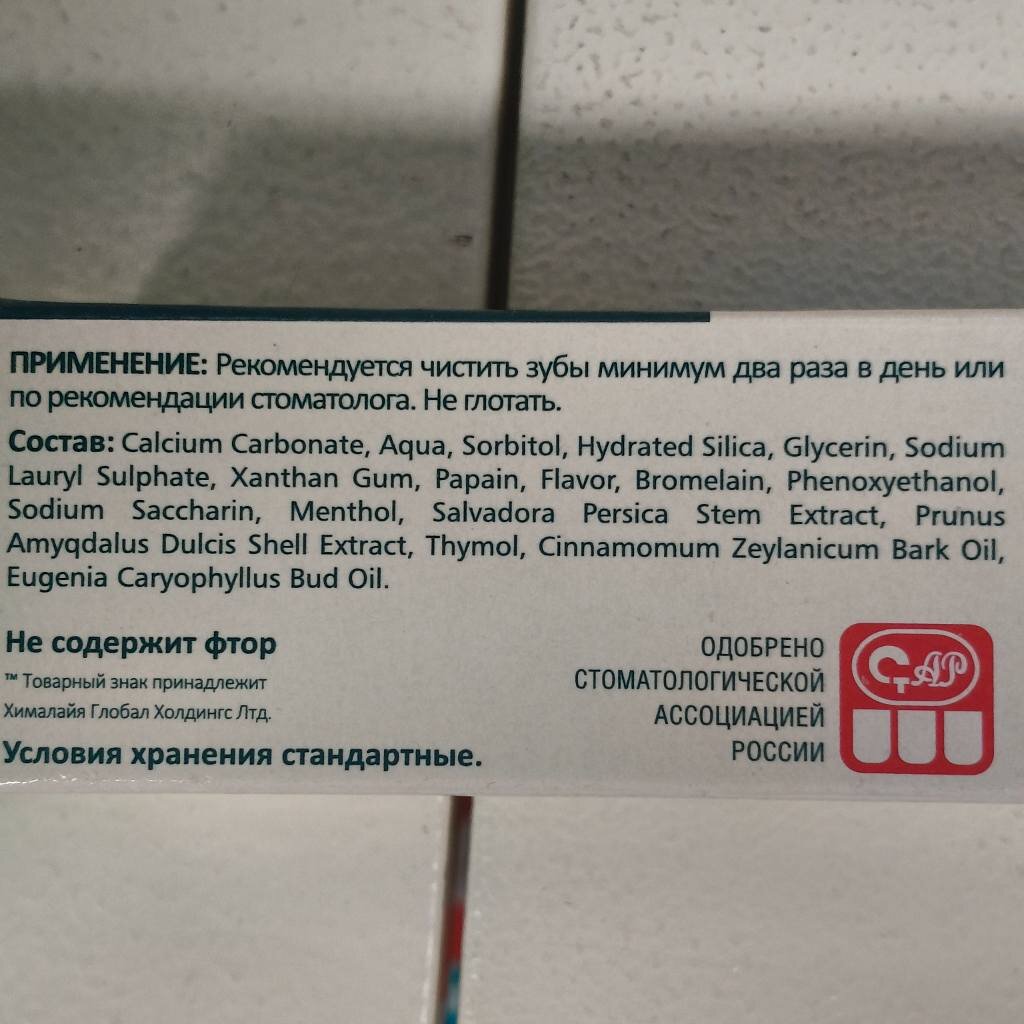 ПРИМЕНЕНИЕ: Рекомендуется чистить зубы минимум два раза в день или
по рекомендации стоматолога. Не глотать.
Состав: Calcium Carbonate, Aqua, Sorbitol, Hydrated Silica, Glycerin, Sodium
Lauryl Sulphate, Xanthan Gum, Papain, Flavor, Bromelain, Phenoxyethanol,
Sodium Saccharin, Menthol, Salvadora Persica Stem Extract, Prunus
Amyqdalus Dulcis Shell Extract, Thymol, Cinnamomum Zeylanicum Bark Oil,
Eugenia Caryophyllus Bud Oil.
Не содержит фтор
™ Товарный знак принадлежит
Хималайя Глобал Холдингс Лтд.
Условия хранения стандартные.
ОДОБРЕНО
СТОМАТОЛОГИЧЕСКОЙ
АССОЦИАЦИЕЙ
РОССИИ
СтАР